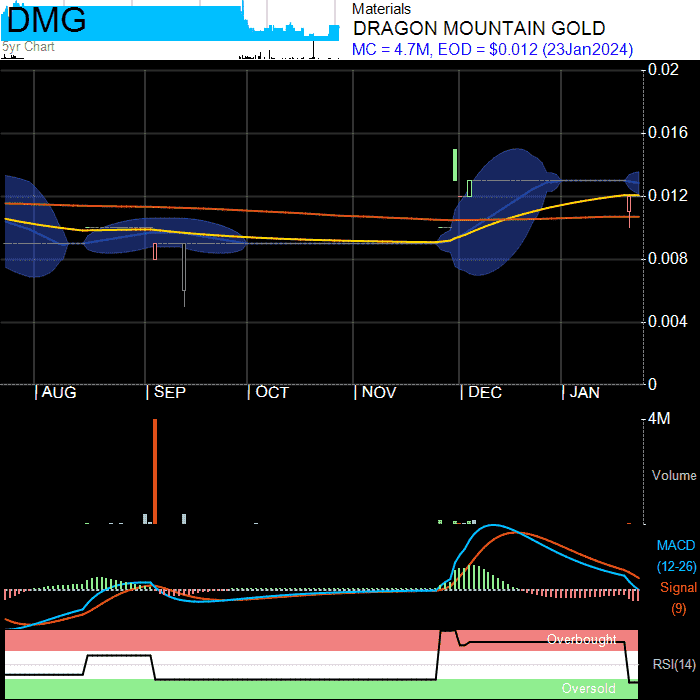 DMG
5yr Chart
Materials
DRAGON MOUNTAIN GOLD
MC = 4.7M, EOD = $0.012 (23Jan2024)
0.02
0.016
0.012
0.008
0.004
0
AUG
SEP
OCT
NOV
DEC
JAN
4M
Volume
MACD
(12-26)
Signal
(9)
Overbought
RSI(14)
Oversold